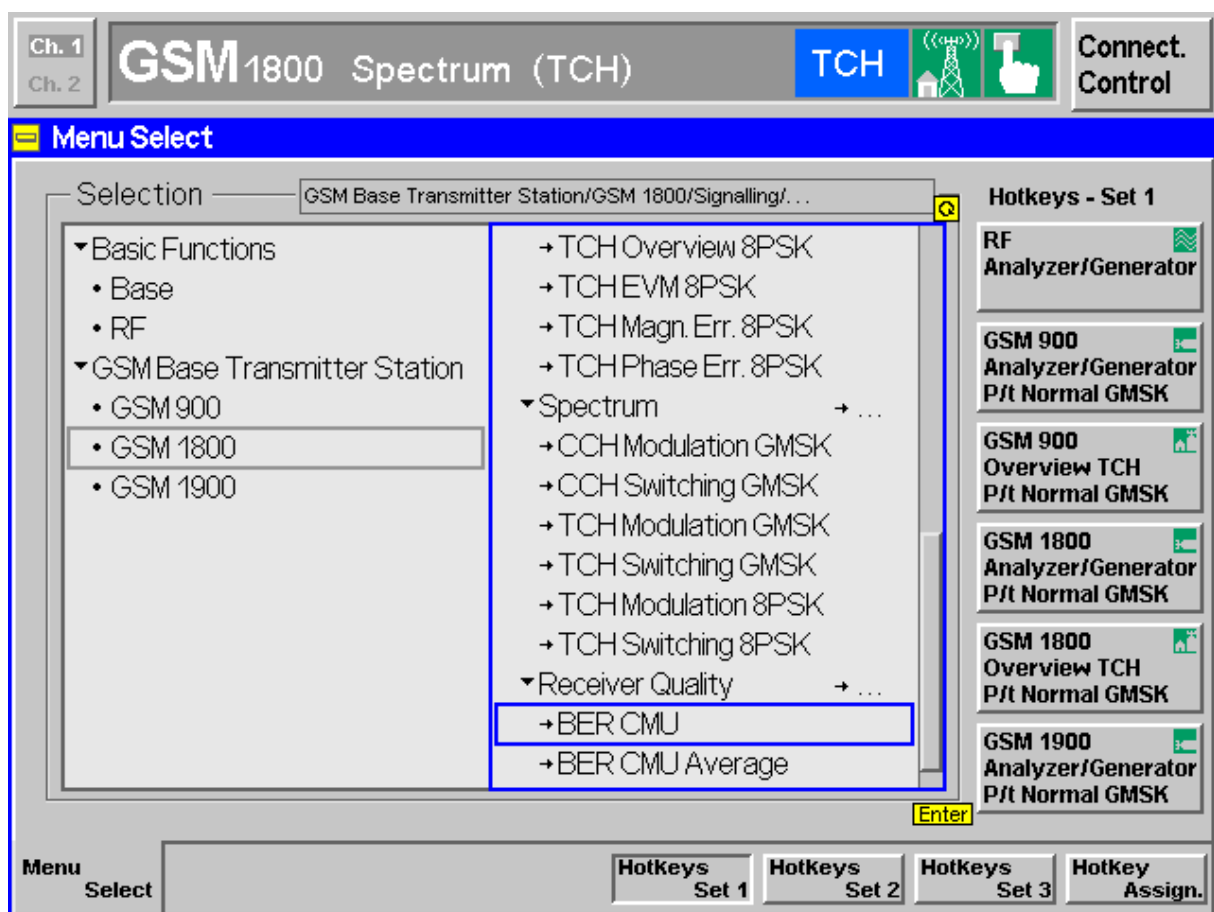 Ch. 1
Ch. 2
GSM 1800 Spectrum (TCH)
TCH
Connect.
Control
Menu Select
Selection
GSM Base Transmitter Station/GSM 1800/Signalling/. . .
Basic Functions
• Base
• RF
GSM Base Transmitter Station
• GSM 900
• GSM 1800
• GSM 1900
→ TCH Overview 8PSK
→ TCH EVM 8PSK
→ TCH Magn. Err. 8PSK
→ TCH Phase Err. 8PSK
Spectrum → ...
→ CCH Modulation GMSK
→ CCH Switching GMSK
→ TCH Modulation GMSK
→ TCH Switching GMSK
→ TCH Modulation 8PSK
→ TCH Switching 8PSK
Receiver Quality → ...
→ BER CMU
→ BER CMU Average
Enter
Hotkeys - Set 1
RF
Analyzer/Generator
GSM 900
Analyzer/Generator
P/t Normal GMSK
GSM 900
Overview TCH
P/t Normal GMSK
GSM 1800
Analyzer/Generator
P/t Normal GMSK
GSM 1800
Overview TCH
P/t Normal GMSK
GSM 1900
Analyzer/Generator
P/t Normal GMSK
Menu
Select
HotKeys
Set 1
HotKeys
Set 2
HotKeys
Set 3
HotKey
Assign.